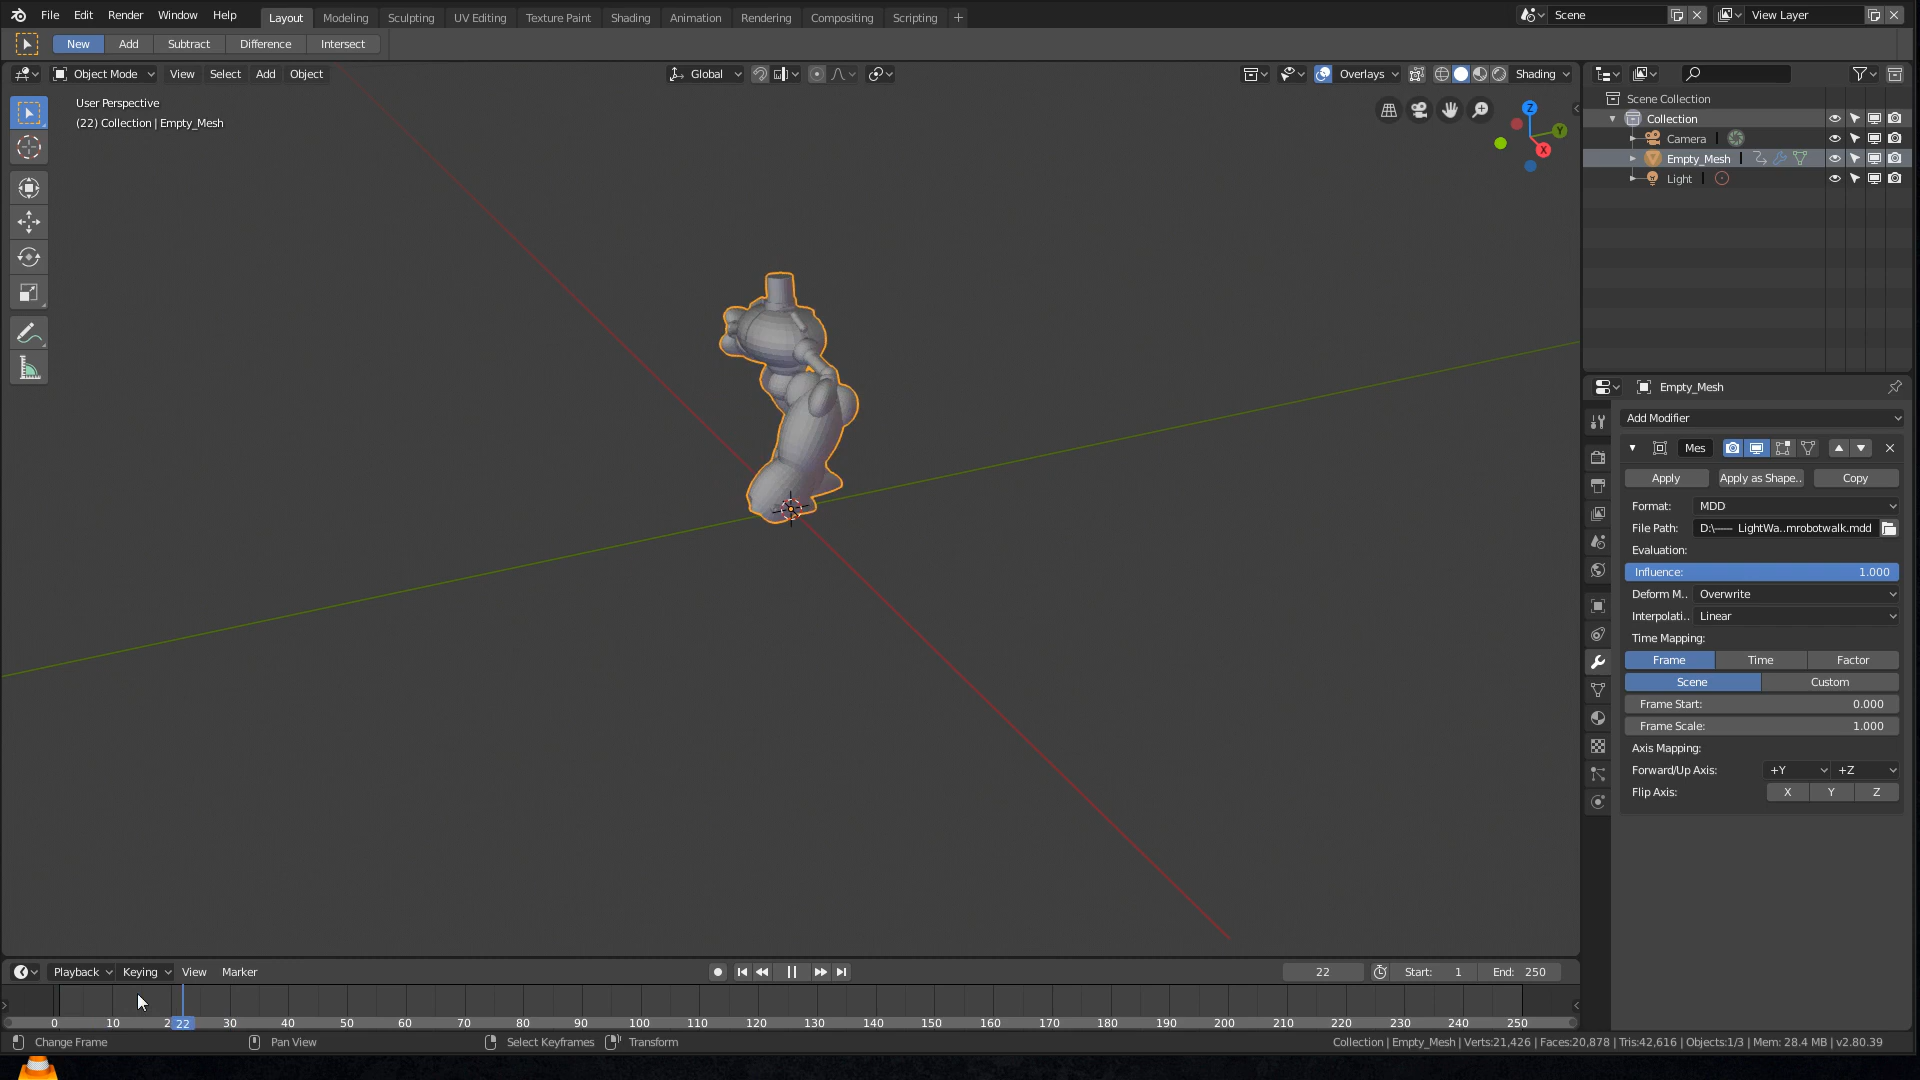 File Edit Render Window Help Layout Modeling Sculpting UV Editing Texture Paint Shading Animation Rendering Compositing Scripting + Scene View Layer
New Add Subtract Difference Intersect
Object Mode View Select Add Object Global Overlays Shading
User Perspective
(22) Collection | Empty_Mesh
Z
Y
X
Scene Collection
Collection
Camera
Empty_Mesh
Light
Empty_Mesh
Add Modifier
Mes
Apply Apply as Shape.. Copy
Format: MDD
File Path: D:\----- LightWa..mrobotwalk.mdd
Evaluation:
Influence: 1.000
Deform M.. Overwrite
Interpolati.. Linear
Time Mapping:
Frame Time Factor
Scene Custom
Frame Start: 0.000
Frame Scale: 1.000
Axis Mapping:
Forward/Up Axis: +Y +Z
Flip Axis: X Y Z
Playback Keying View Marker 22 Start: 1 End: 250
0 10 2 22 30 40 50 60 70 80 90 100 110 120 130 140 150 160 170 180 190 200 210 220 230 240 250
Change Frame Pan View Select Keyframes Transform Collection | Empty_Mesh | Verts:21,426 | Faces:20,878 | Tris:42,616 | Objects:1/3 | Mem: 28.4 MB | v2.80.39